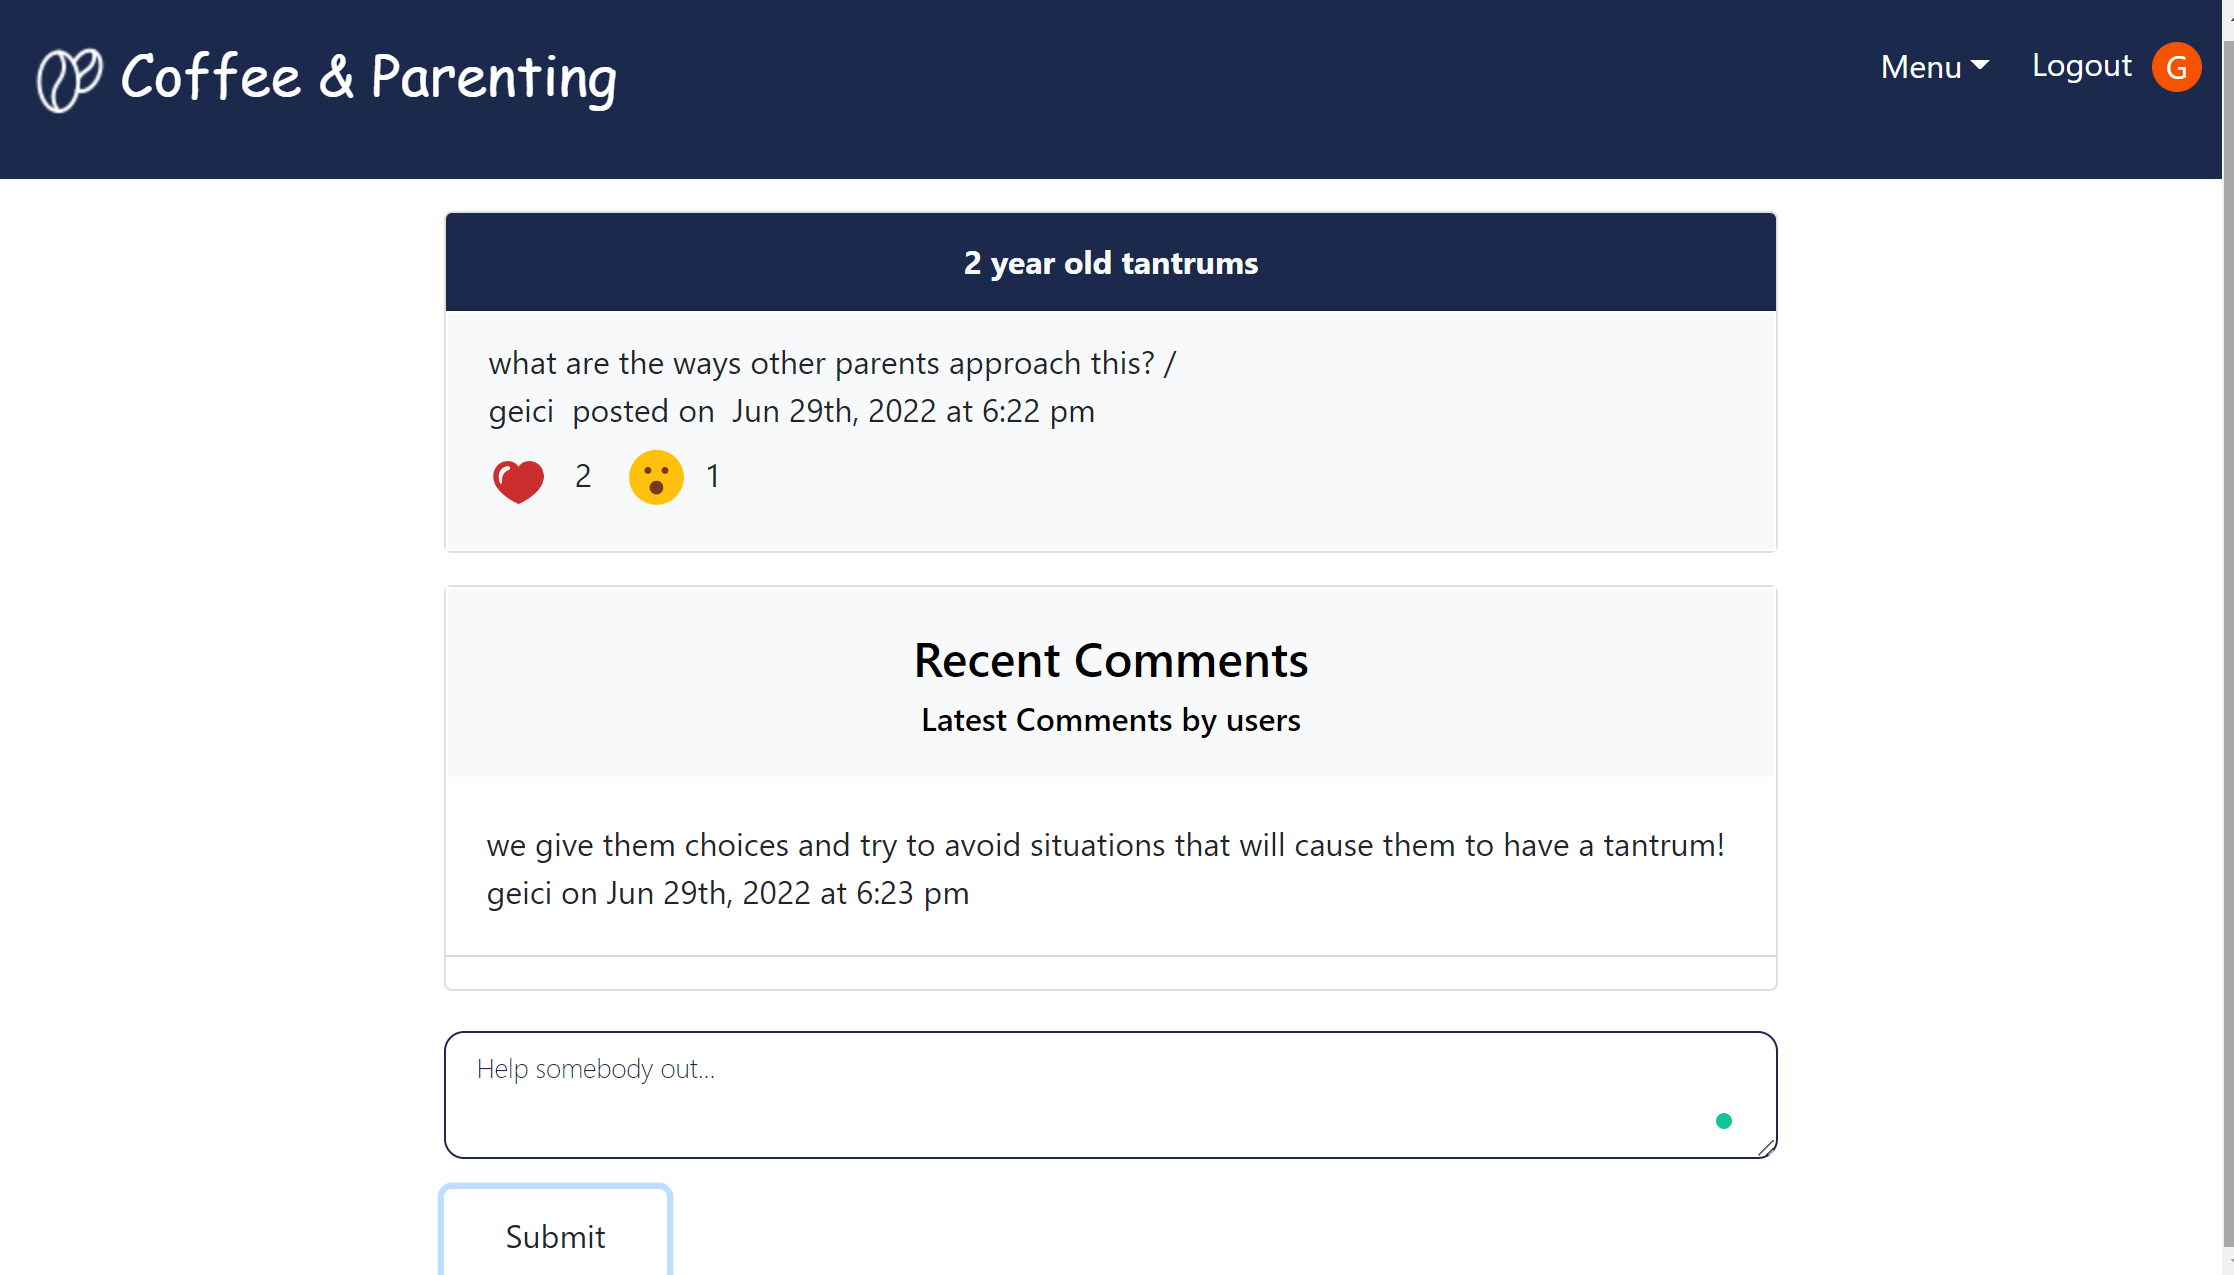 Coffee & Parenting
Menu
Logout
G
2 year old tantrums
what are the ways other parents approach this? /
geici posted on Jun 29th, 2022 at 6:22 pm
2 1
Recent Comments
Latest Comments by users
we give them choices and try to avoid situations that will cause them to have a tantrum!
geici on Jun 29th, 2022 at 6:23 pm
Help somebody out...
Submit